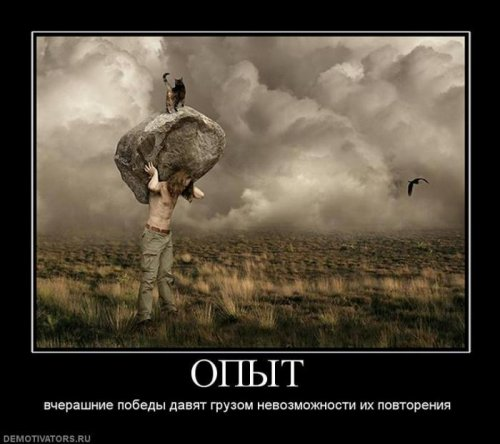 ОПЫТ
вчерашние победы давят грузом невозможности их повторения
DEMOTIVATORS.RU